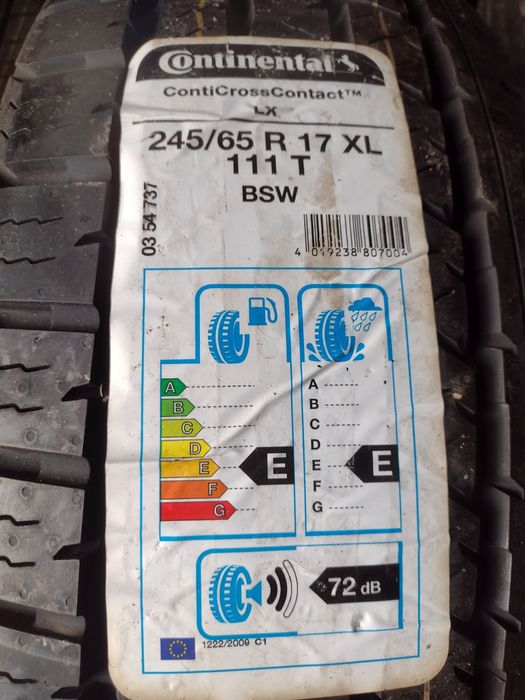 Continental
ContiCrossContact™
LX
245/65 R 17 XL
111 T
BSW
03 54 737
4 019238 807004
A
B
C
D
E
F
G
E
A
B
C
D
E
F
G
E
72 dB
1222/2009 C1